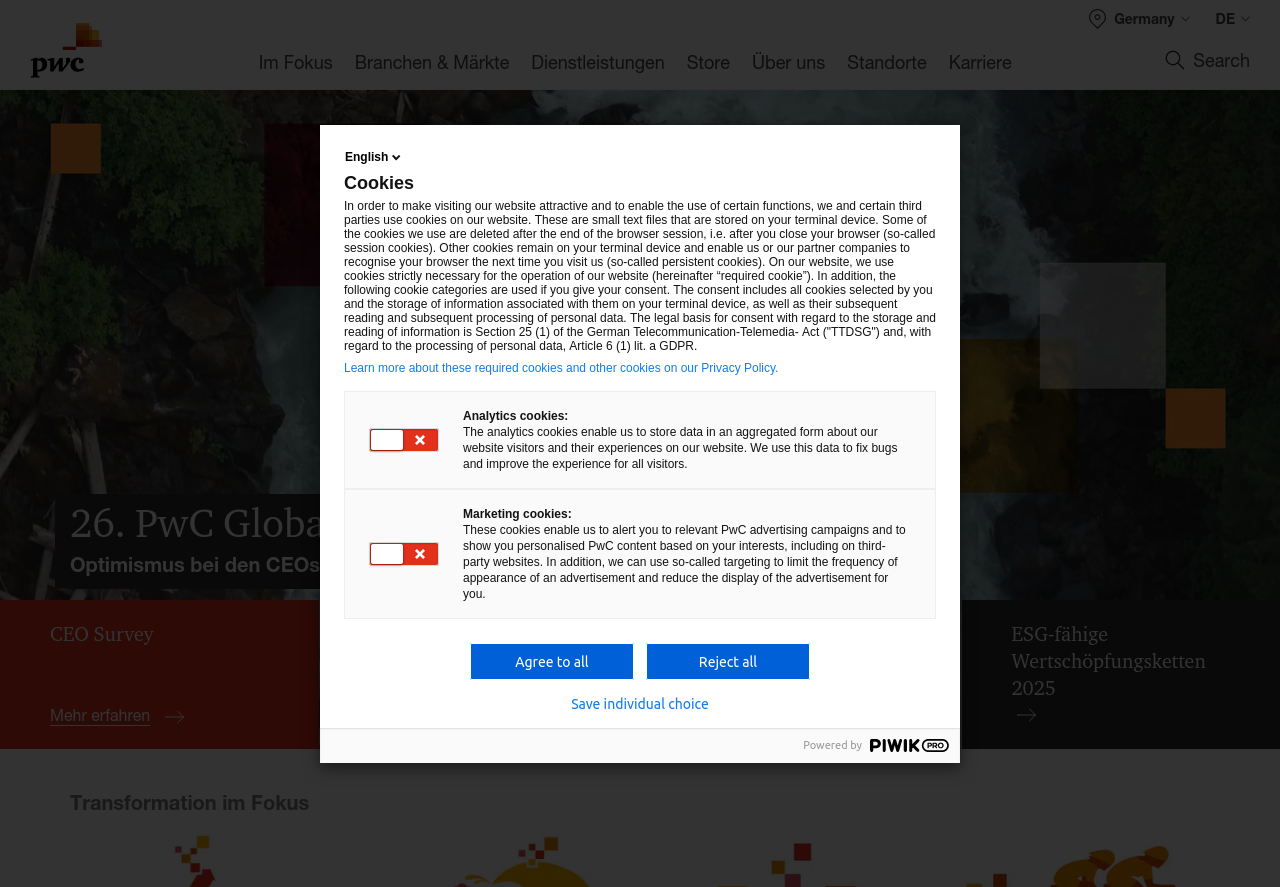 Germany
DE
pwc
Im Fokus
Branchen & Märkte
Dienstleistungen
Store
Über uns
Standorte
Karriere
Search
English
Cookies
In order to make visiting our website attractive and to enable the use of certain functions, we and certain third
parties use cookies on our website. These are small text files that are stored on your terminal device. Some of
the cookies we use are deleted after the end of the browser session, i.e. after you close your browser (so-called
session cookies). Other cookies remain on your terminal device and enable us or our partner companies to
recognise your browser the next time you visit us (so-called persistent cookies). On our website, we use
cookies strictly necessary for the operation of our website (hereinafter “required cookie”). In addition, the
following cookie categories are used if you give your consent. The consent includes all cookies selected by you
and the storage of information associated with them on your terminal device, as well as their subsequent
reading and subsequent processing of personal data. The legal basis for consent with regard to the storage and
reading of information is Section 25 (1) of the German Telecommunication-Telemedia- Act ("TTDSG") and, with
regard to the processing of personal data, Article 6 (1) lit. a GDPR.
Learn more about these required cookies and other cookies on our Privacy Policy.
Analytics cookies:
The analytics cookies enable us to store data in an aggregated form about our
website visitors and their experiences on our website. We use this data to fix bugs
and improve the experience for all visitors.
Marketing cookies:
These cookies enable us to alert you to relevant PwC advertising campaigns and to
show you personalised PwC content based on your interests, including on third-
party websites. In addition, we can use so-called targeting to limit the frequency of
appearance of an advertisement and reduce the display of the advertisement for
you.
Agree to all
Reject all
Save individual choice
Powered by PIWIK PRO
26. PwC Globa
Optimismus bei den CEOs
CEO Survey
Mehr erfahren
ESG-fähige
Wertschöpfungsketten
2025
Transformation im Fokus